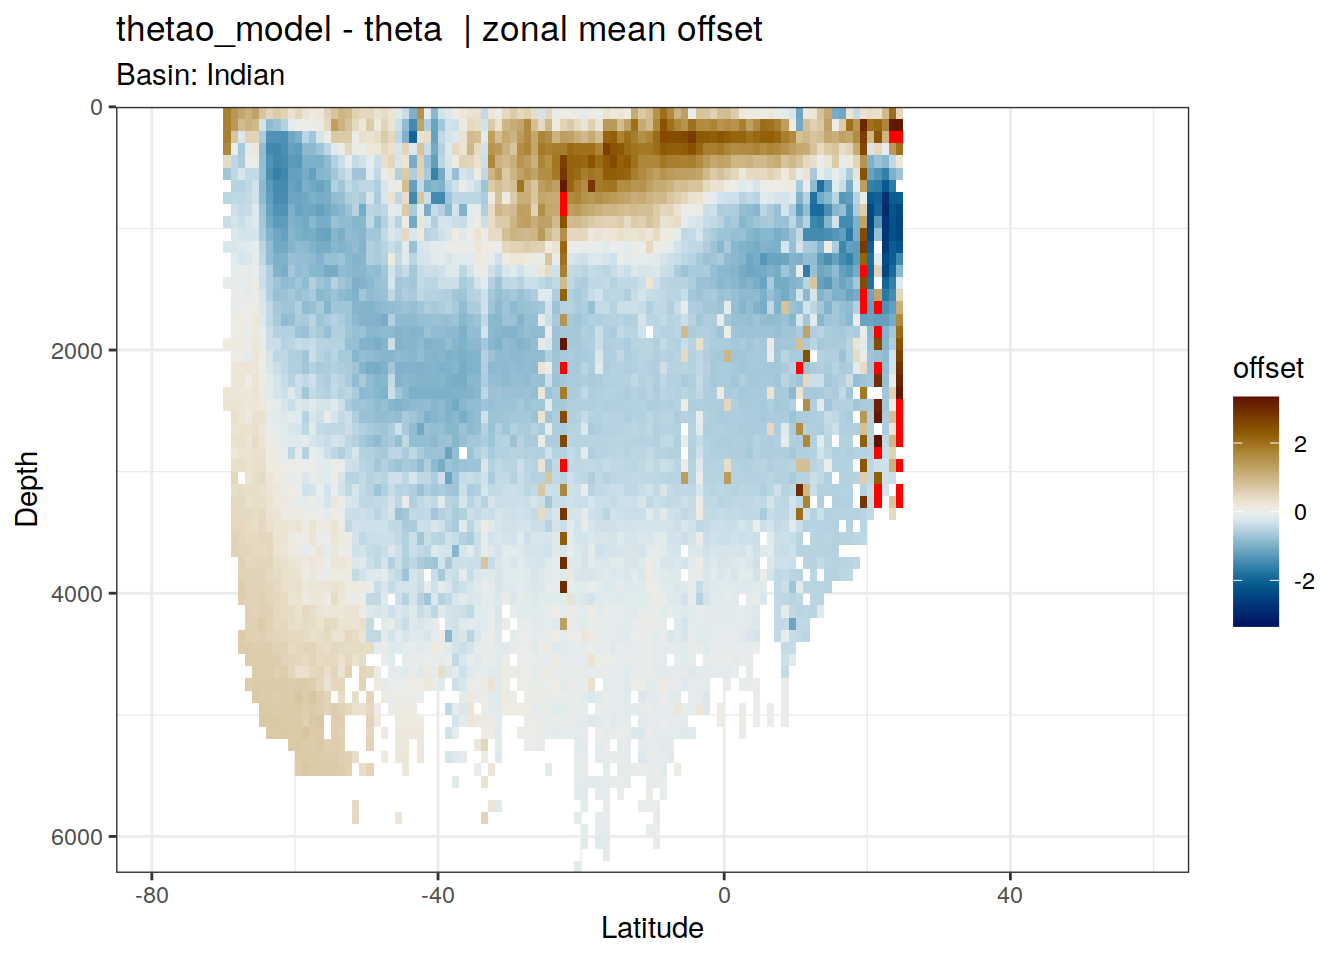 thetao_model - theta  | zonal mean offset
Basin: Indian
0
2000
4000
6000
Depth
-80
-40
0
40
Latitude
offset
2
0
-2